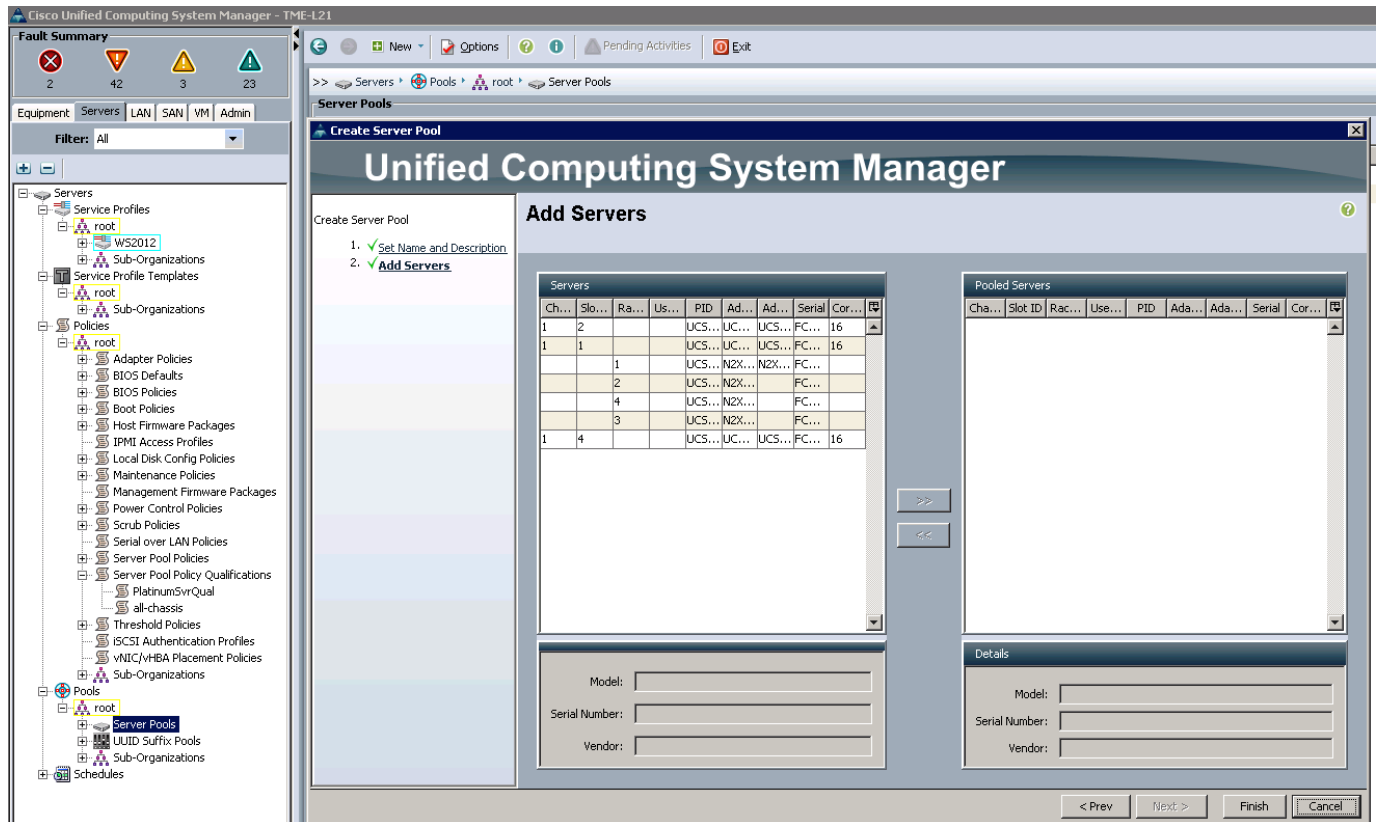 Cisco Unified Computing System Manager - TME-L21
Fault Summary
2 42 3 23
Equipment Servers LAN SAN VM Admin
Filter: All
Servers
Service Profiles
root
WS2012
Sub-Organizations
Service Profile Templates
root
Sub-Organizations
Policies
root
Adapter Policies
BIOS Defaults
BIOS Policies
Boot Policies
Host Firmware Packages
IPMI Access Profiles
Local Disk Config Policies
Maintenance Policies
Management Firmware Packages
Power Control Policies
Scrub Policies
Serial over LAN Policies
Server Pool Policies
Server Pool Policy Qualifications
PlatinumSvrQual
all-chassis
Threshold Policies
iSCSI Authentication Profiles
vNIC/vHBA Placement Policies
Sub-Organizations
Pools
root
Server Pools
UUID Suffix Pools
Sub-Organizations
Schedules
New Options Pending Activities Exit
>> Servers Pools root Server Pools
Server Pools
Create Server Pool
Unified Computing System Manager
Create Server Pool
1. √Set Name and Description
2. √Add Servers
Add Servers
Servers
Ch... Slo... Ra... Us... PID Ad... Ad... Serial Cor...
1 2 UCS... UC... UCS... FC... 16
1 1 UCS... UC... UCS... FC... 16
1 UCS... N2X... N2X... FC...
2 UCS... N2X... FC...
4 UCS... N2X... FC...
3 UCS... N2X... FC...
1 4 UCS... UC... UCS... FC... 16
Model:
Serial Number:
Vendor:
>>
<<
Pooled Servers
Cha... Slot ID Rac... Use... PID Ada... Ada... Serial Cor...
Details
Model:
Serial Number:
Vendor:
< Prev Next > Finish Cancel